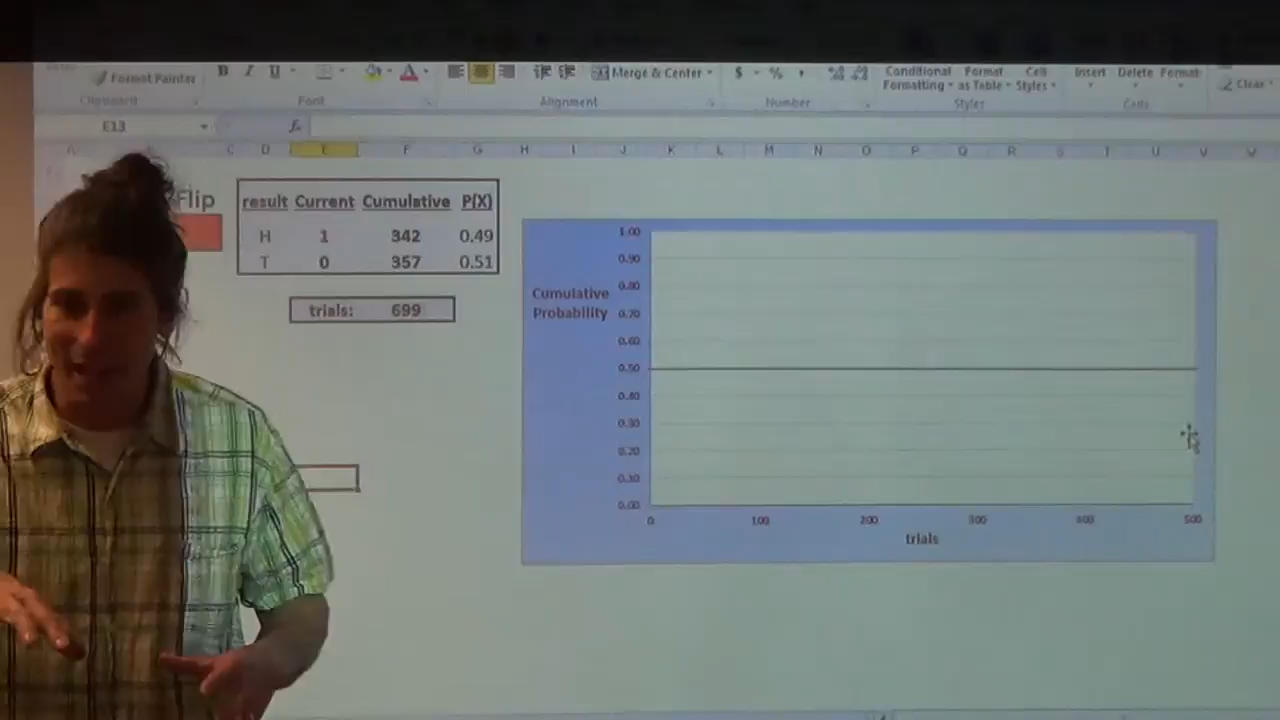 Format Painter
B I U
Merge & Center
$ % ,
Conditional Format Cell
Formatting as Table Styles
Insert Delete Format
Clear
Clipboard Font Alignment Number Styles Cells
E13 fx
A C D E F G H I J K L M N O P Q R S T U V W
Flip
result Current Cumulative P(X)
H 1 342 0.49
T 0 357 0.51
trials: 699
Cumulative
Probability
1.00
0.90
0.80
0.70
0.60
0.50
0.40
0.30
0.20
0.10
0.00
0 100 200 300 400 500
trials